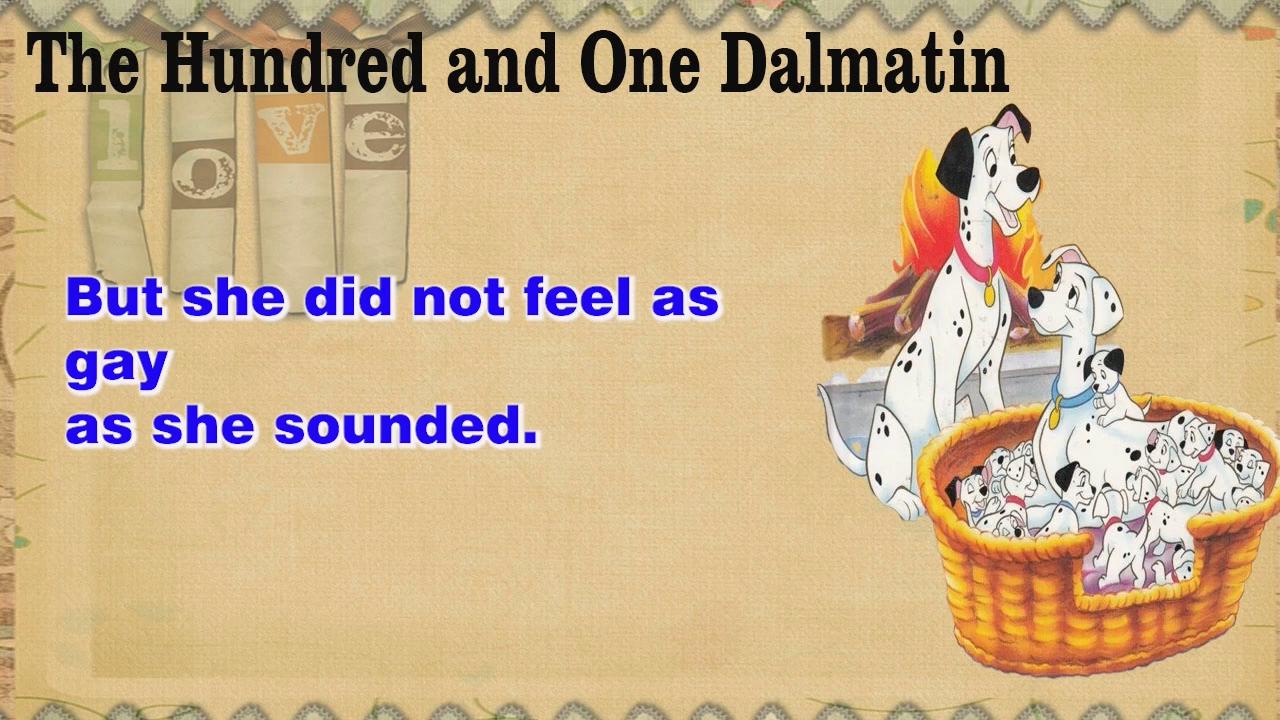 The Hundred and One Dalmatin
love
But she did not feel as
gay
as she sounded.